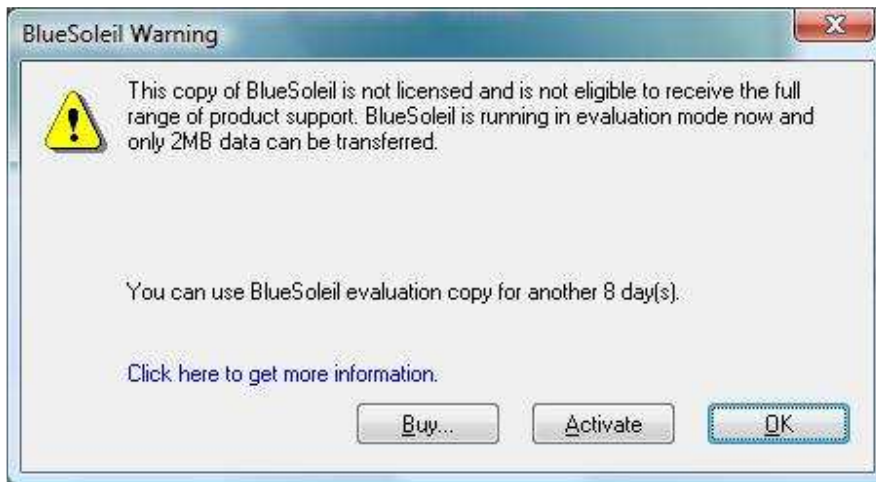 BlueSoleil Warning
This copy of BlueSoleil is not licensed and is not eligible to receive the full
range of product support. BlueSoleil is running in evaluation mode now and
only 2MB data can be transferred.
You can use BlueSoleil evaluation copy for another 8 day(s).
Click here to get more information.
Buy... Activate OK